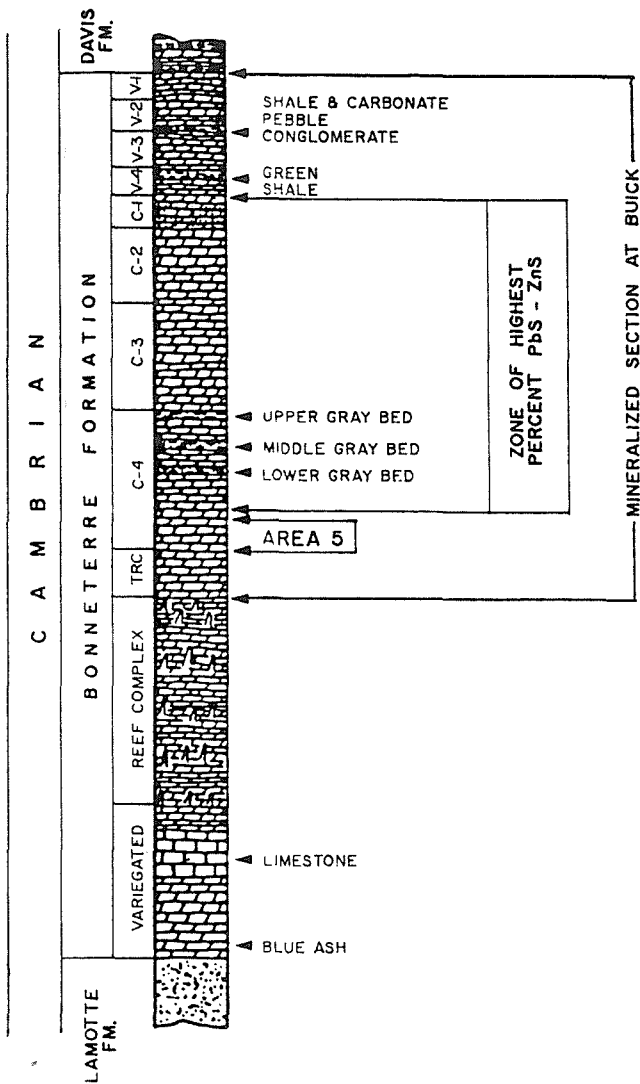 CAMBRIAN
DAVIS
FM.
BONNETERRE FORMATION
LAMOTTE
FM.
V-1
V-2
V-3
V-4
C-1
C-2
C-3
C-4
TRC
REEF COMPLEX
VARIEGATED
SHALE & CARBONATE
PEBBLE
CONGLOMERATE
GREEN
SHALE
UPPER GRAY BED
MIDDLE GRAY BED
LOWER GRAY BED
AREA 5
LIMESTONE
BLUE ASH
ZONE OF HIGHEST
PERCENT PbS - ZnS
MINERALIZED SECTION AT BUICK